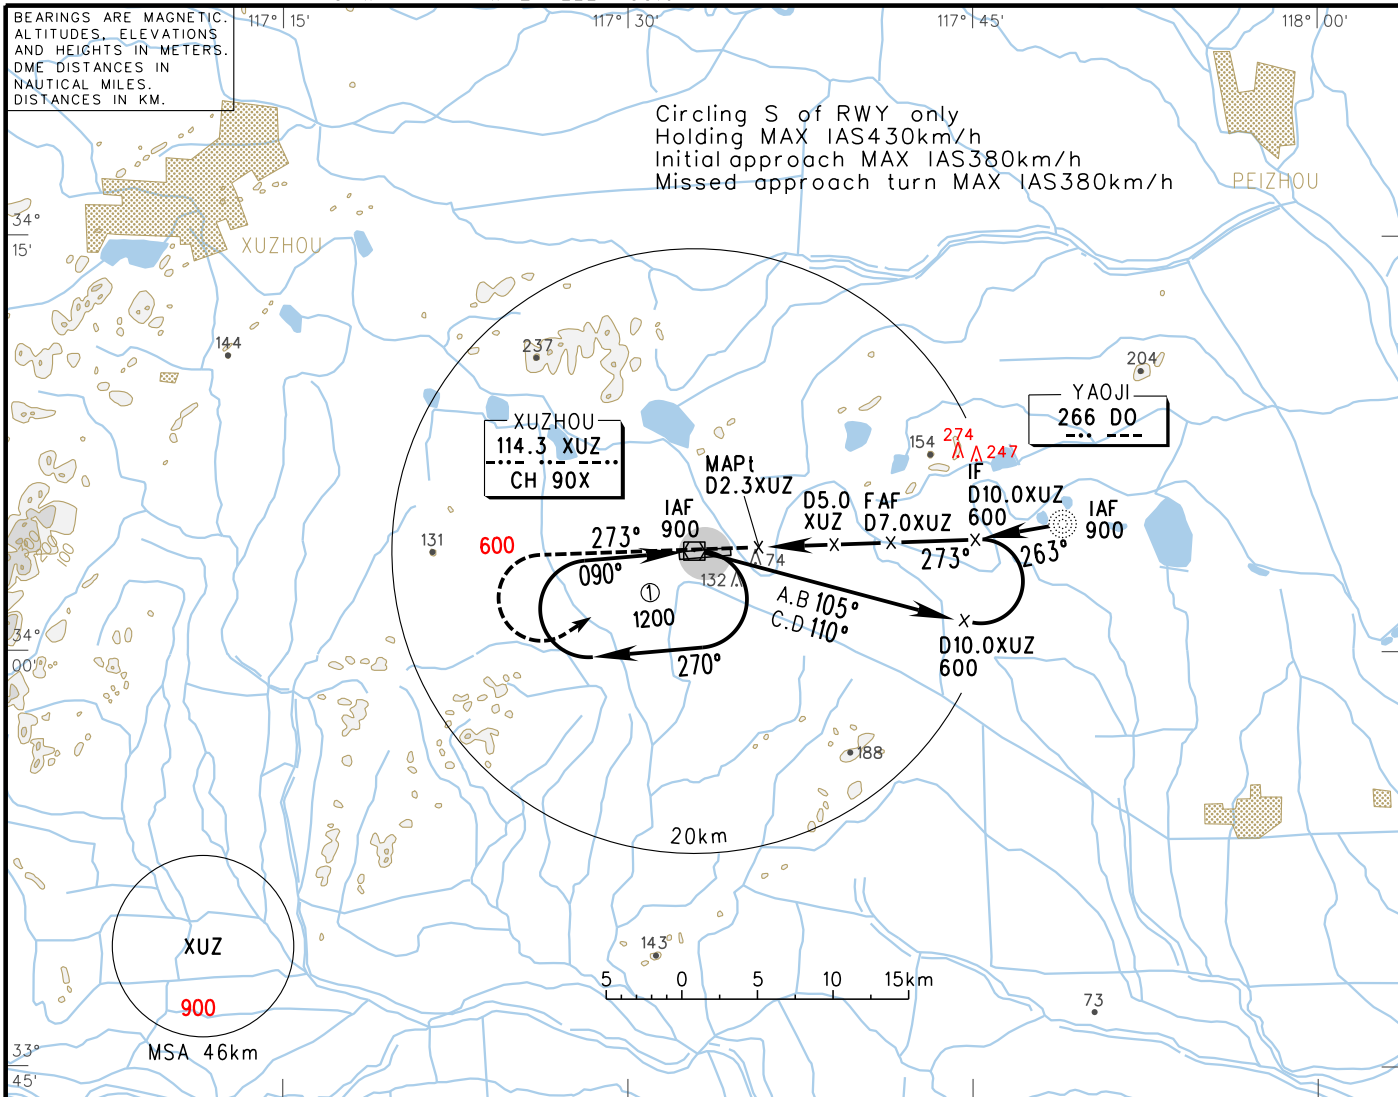 BEARINGS ARE MAGNETIC.
ALTITUDES, ELEVATIONS
AND HEIGHTS IN METERS.
DME DISTANCES IN
NAUTICAL MILES.
DISTANCES IN KM.
117° 15'
117° 30'
117° 45'
118° 00'
Circling S of RWY only
Holding MAX IAS430km/h
Initial approach MAX IAS380km/h
Missed approach turn MAX IAS380km/h
PEIZHOU
34°
15'
XUZHOU
144
237
204
XUZHOU
114.3 XUZ
CH 90X
YAOJI
266 DO
154
274
247
MAPt
D2.3XUZ
IF
D10.0XUZ
600
D5.0
XUZ
FAF
D7.0XUZ
IAF
900
IAF
900
131
600
273°
090°
273°
263°
74
132
①
1200
A.B 105°
C.D 110°
D10.0XUZ
600
270°
34°
00'
188
20km
XUZ
900
MSA 46km
143
5 0 5 10 15km
73
33°
45'